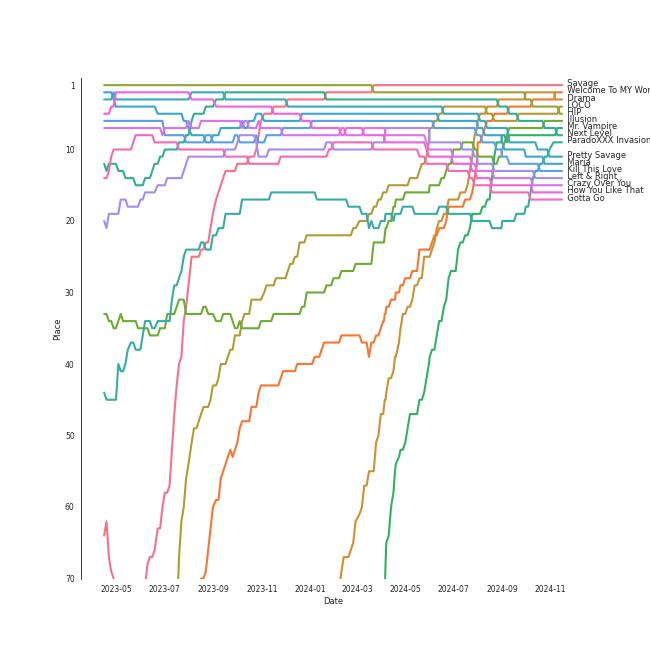 1
10
20
30
40
50
60
70
Place
2023-05 2023-07 2023-09 2023-11 2024-01 2024-03 2024-05 2024-07 2024-09 2024-11
Date
Savage
Welcome To MY Wor
Drama
LOCO
HIP
Illusion
Mr. Vampire
Next Level
ParadoXXX Invasion
Pretty Savage
Maria
Kill This Love
Left & Right
Crazy Over You
How You Like That
Gotta Go